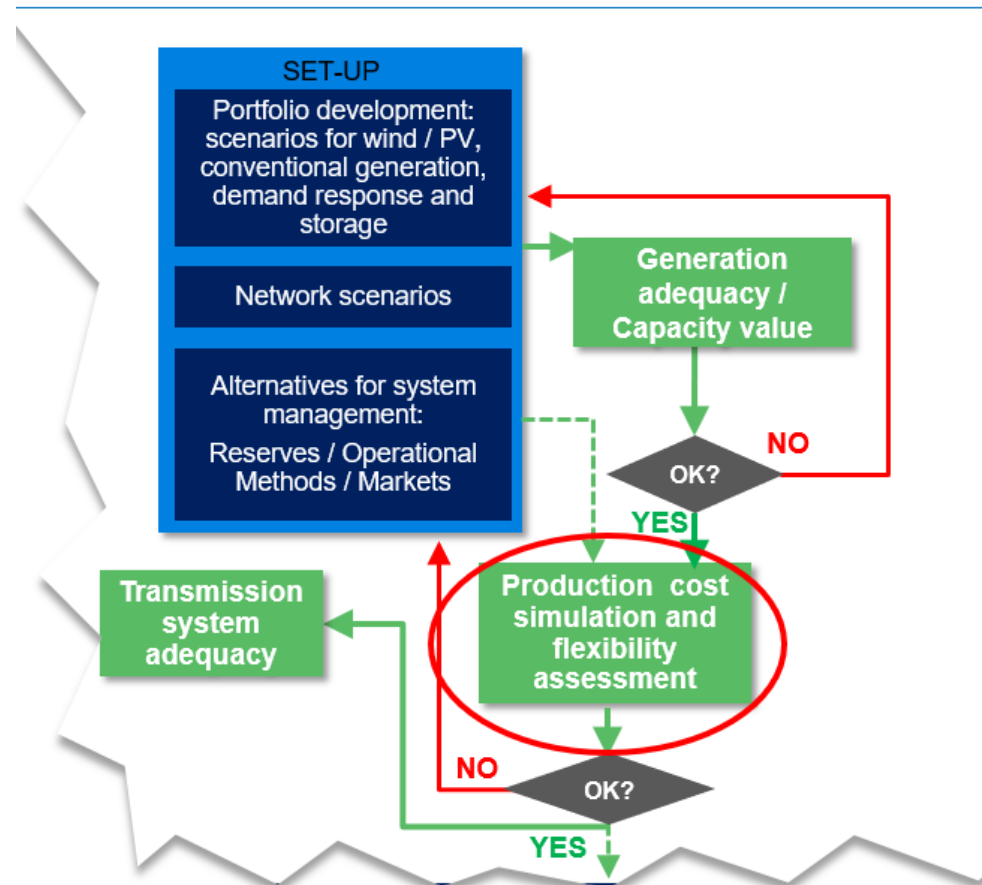 SET-UP
Portfolio development:
scenarios for wind / PV,
conventional generation,
demand response and
storage
Network scenarios
Alternatives for system
management:
Reserves / Operational
Methods / Markets
Generation
adequacy /
Capacity value
OK?
NO
YES
Production cost
simulation and
flexibility
assessment
Transmission
system
adequacy
NO
OK?
YES